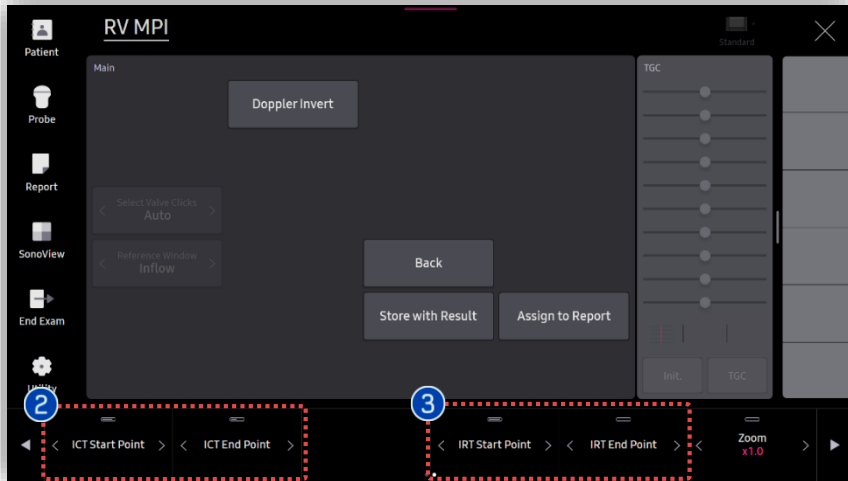 RV MPI
Standard
Patient
Probe
Report
SonoView
End Exam
Utility
Main
Doppler Invert
Select Valve Clicks
Auto
Reference Window
Inflow
Back
Store with Result
Assign to Report
TGC
Init.
TGC
2
3
ICT Start Point
ICT End Point
IRT Start Point
IRT End Point
Zoom
x1.0